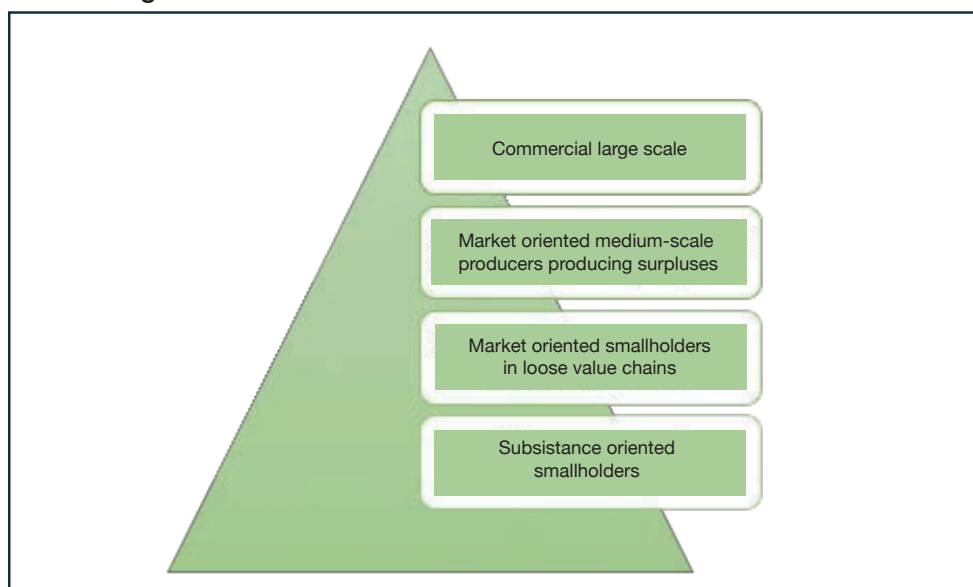 Commercial large scale
Market oriented medium-scale
producers producing surpluses
Market oriented smallholders
in loose value chains
Subsistance oriented
smallholders